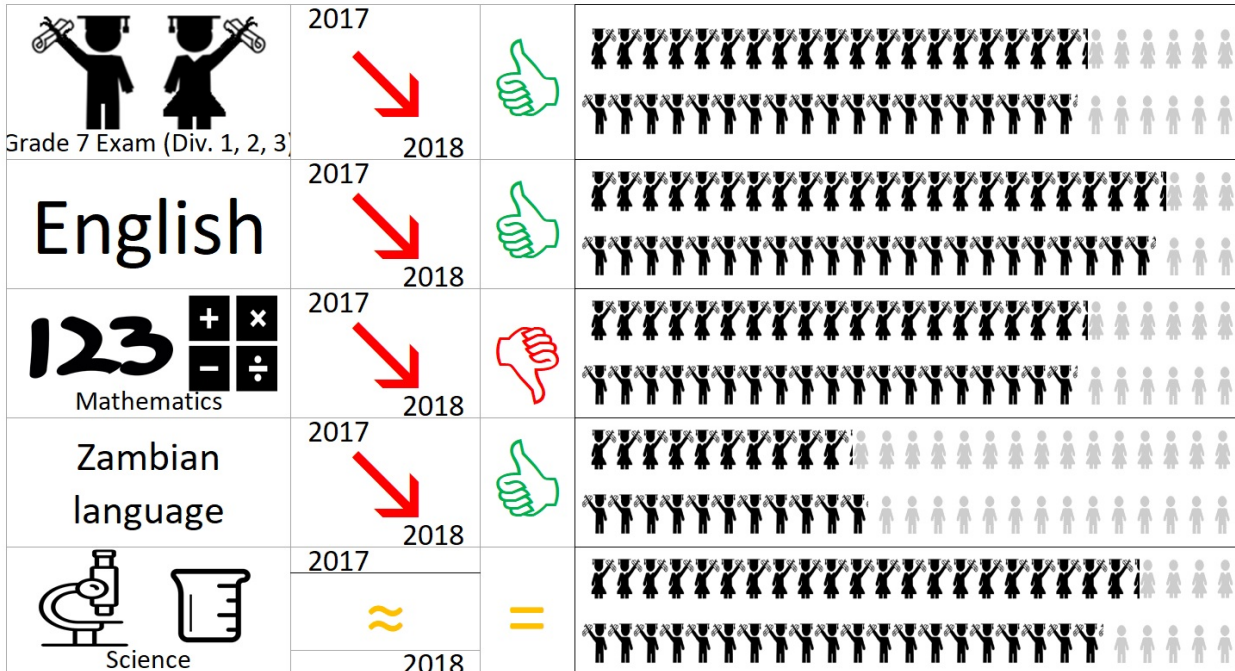 2017
Grade 7 Exam (Div. 1, 2, 3)
2018
2017
English
2018
2017
123
+ ×
− ÷
Mathematics
2018
2017
Zambian
language
2018
2017
≈ =
Science
2018